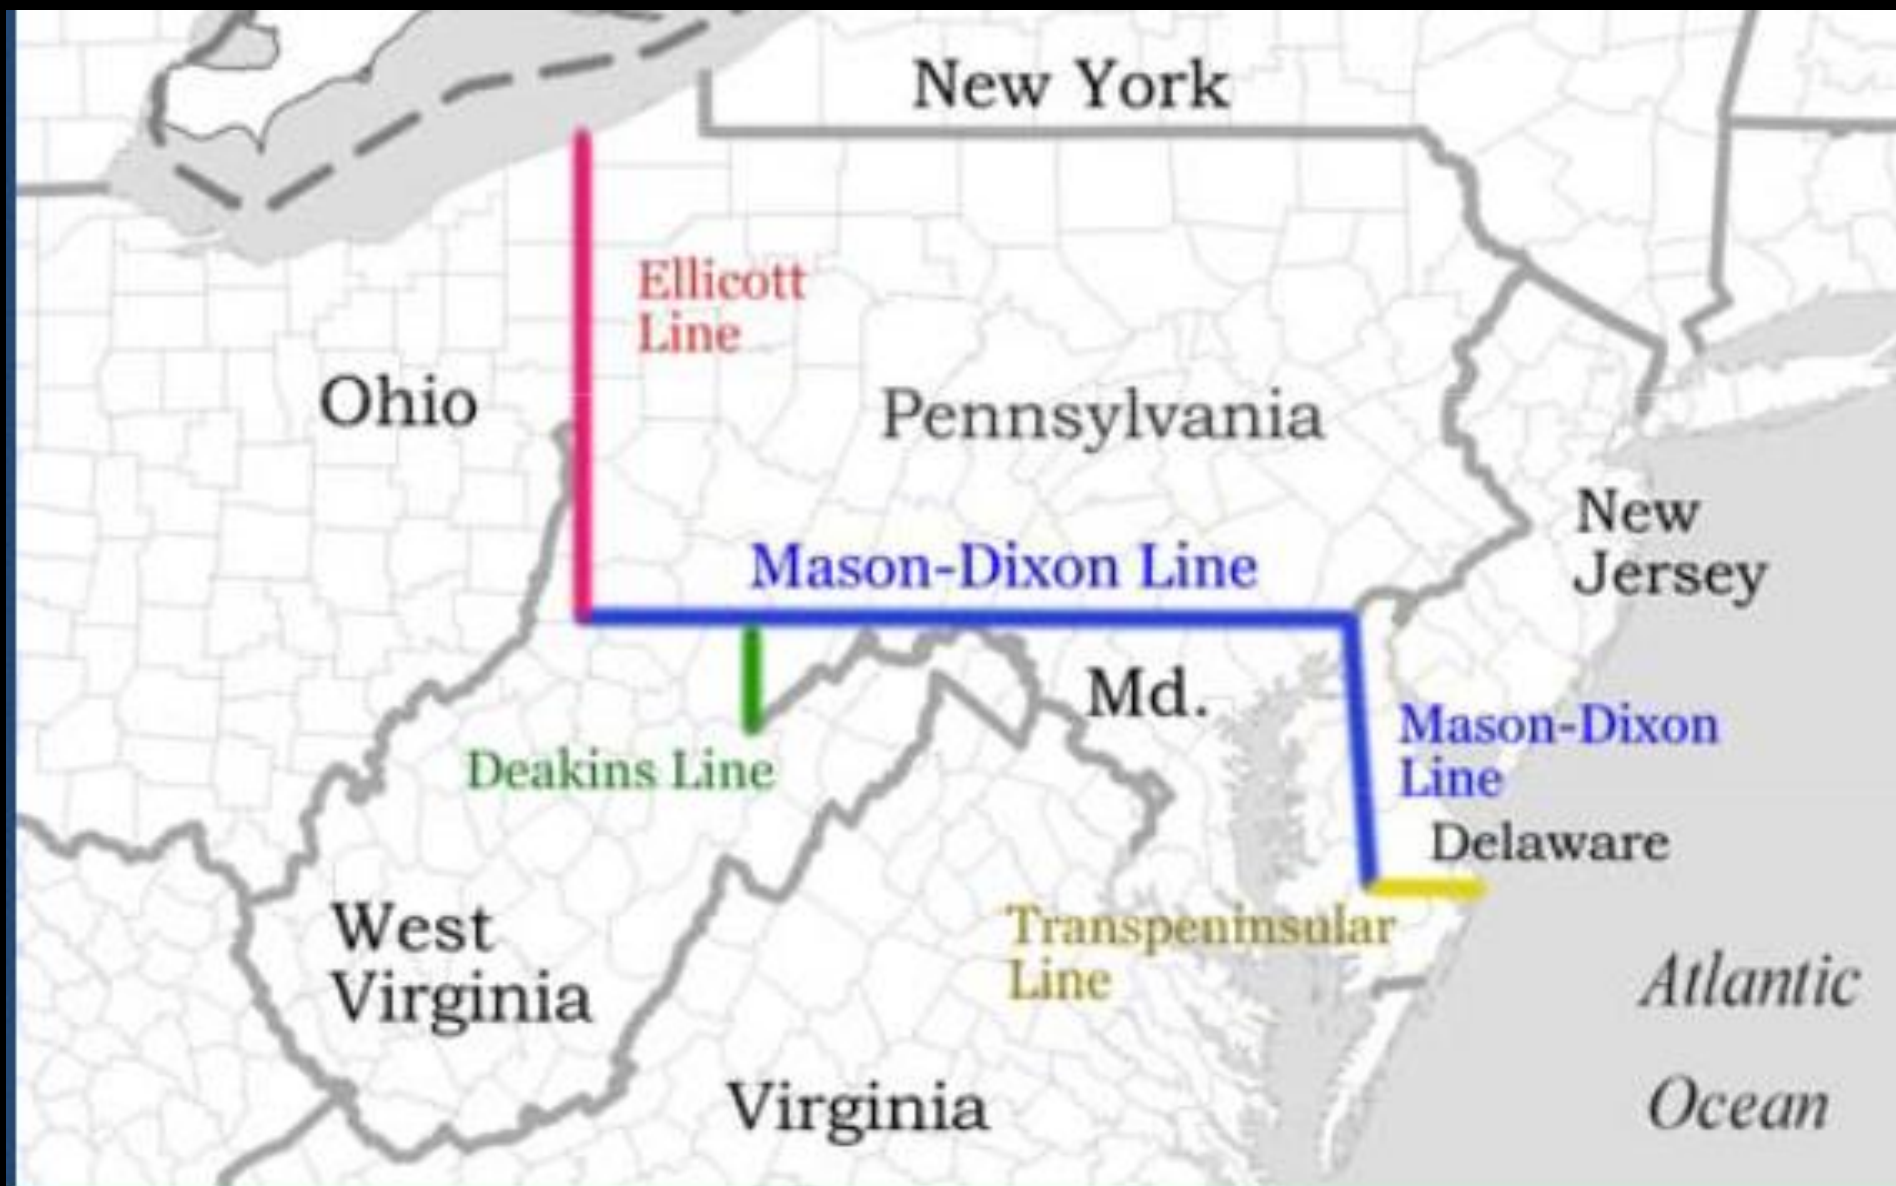 New York
Ellicott
Line
Ohio
Pennsylvania
New
Jersey
Mason-Dixon Line
Md.
Mason-Dixon
Line
Deakins Line
Delaware
West
Virginia
Transpeninsular
Line
Atlantic
Ocean
Virginia